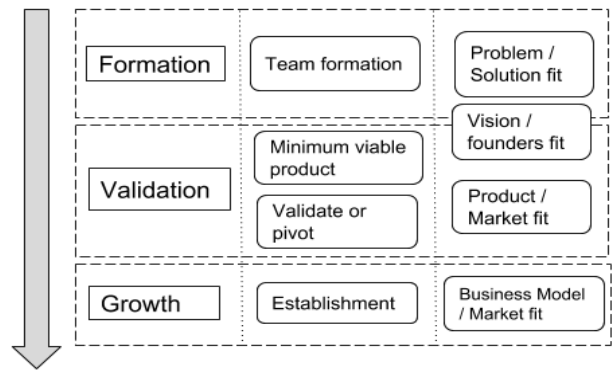 Formation
Team formation
Problem /
Solution fit
Vision /
founders fit
Validation
Minimum viable
product
Validate or
pivot
Product /
Market fit
Growth
Establishment
Business Model
/ Market fit